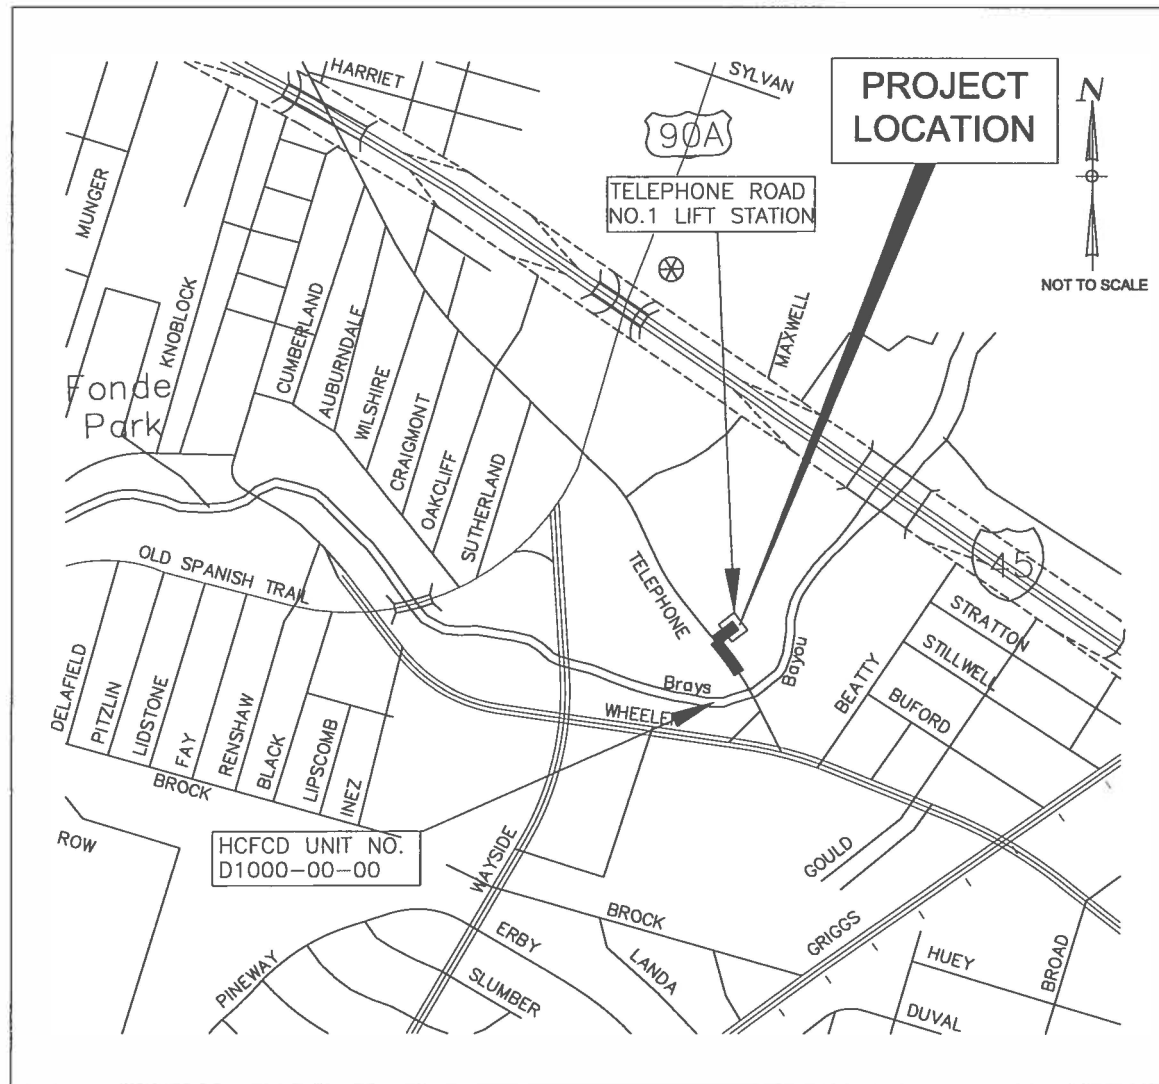 HARRIET
SYLVAN
PROJECT
LOCATION
N
90A
TELEPHONE ROAD
NO.1 LIFT STATION
NOT TO SCALE
MUNGER
KNOBLOCK
CUMBERLAND
AUBURNDALE
WILSHIRE
CRAIGMONT
OAKCLIFF
SUTHERLAND
MAXWELL
Fonde
Park
OLD SPANISH TRAIL
TELEPHONE
45
STRATTON
STILLWELL
BUFORD
BEATTY
Brays
Bayou
WHEELER
DELAFIELD
PITZLIN
LIDSTONE
FAY
RENSHAW
BLACK
LIPSCOMB
INEZ
BROCK
ROW
HCFCD UNIT NO.
D1000-00-00
WAYSIDE
GOULD
BROCK
GRIGGS
ERBY
SLUMBER
PINEWAY
LANDA
HUEY
DUVAL
BROAD